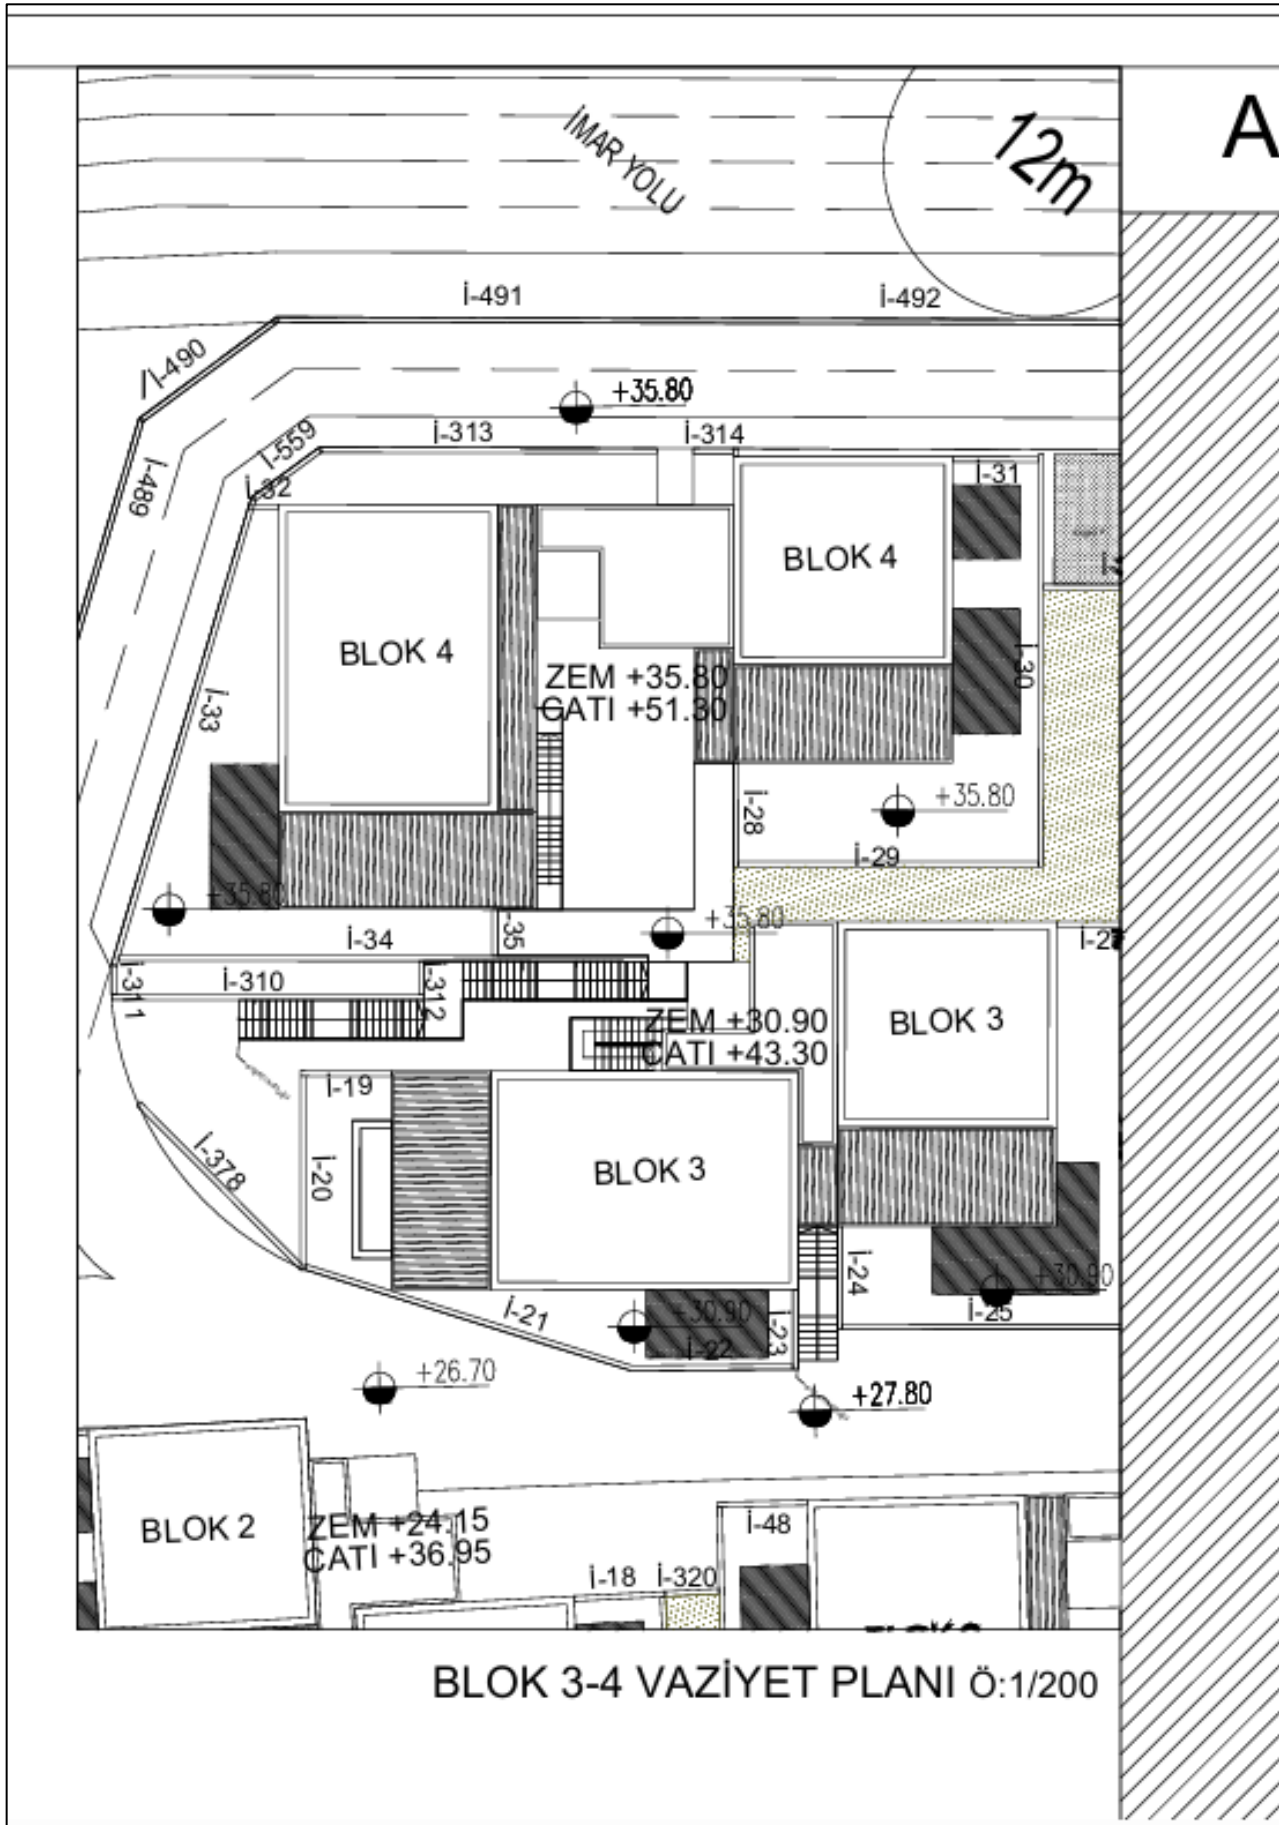 A
İMAR YOLU
12m
İ-491
İ-492
İ-490
+35.80
İ-313
İ-314
İ-559
İ-489
İ-32
İ-31
BLOK 4
BLOK 4
İ-30
ZEM +35.80
ÇATI +51.30
İ-33
+35.80
İ-28
İ-29
+35.80
+35.80
İ-35
İ-34
İ-27
İ-311
İ-310
İ-312
ZEM +30.90
ÇATI +43.30
BLOK 3
İ-19
İ-378
İ-20
BLOK 3
İ-24
+30.90
İ-25
İ-21
+30.90
İ-23
İ-22
+26.70
+27.80
BLOK 2
ZEM +24.15
ÇATI +36.95
İ-48
İ-18
İ-320
BLOK 3-4 VAZİYET PLANI Ö:1/200